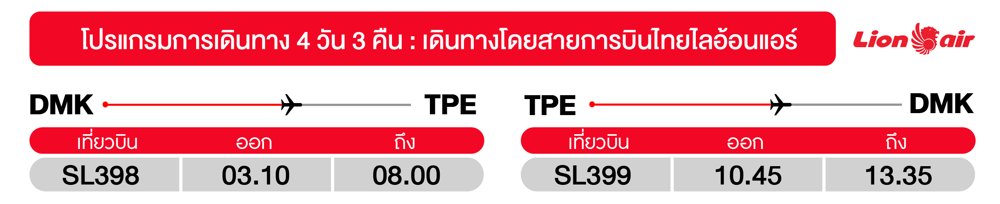 โปรแกรมการเดินทาง 4 วัน 3 คืน : เดินทางโดยสายการบินไทยไลอ้อนแอร์
Lion air
DMK TPE
เที่ยวบิน ออก ถึง
SL398 03.10 08.00
TPE DMK
เที่ยวบิน ออก ถึง
SL399 10.45 13.35